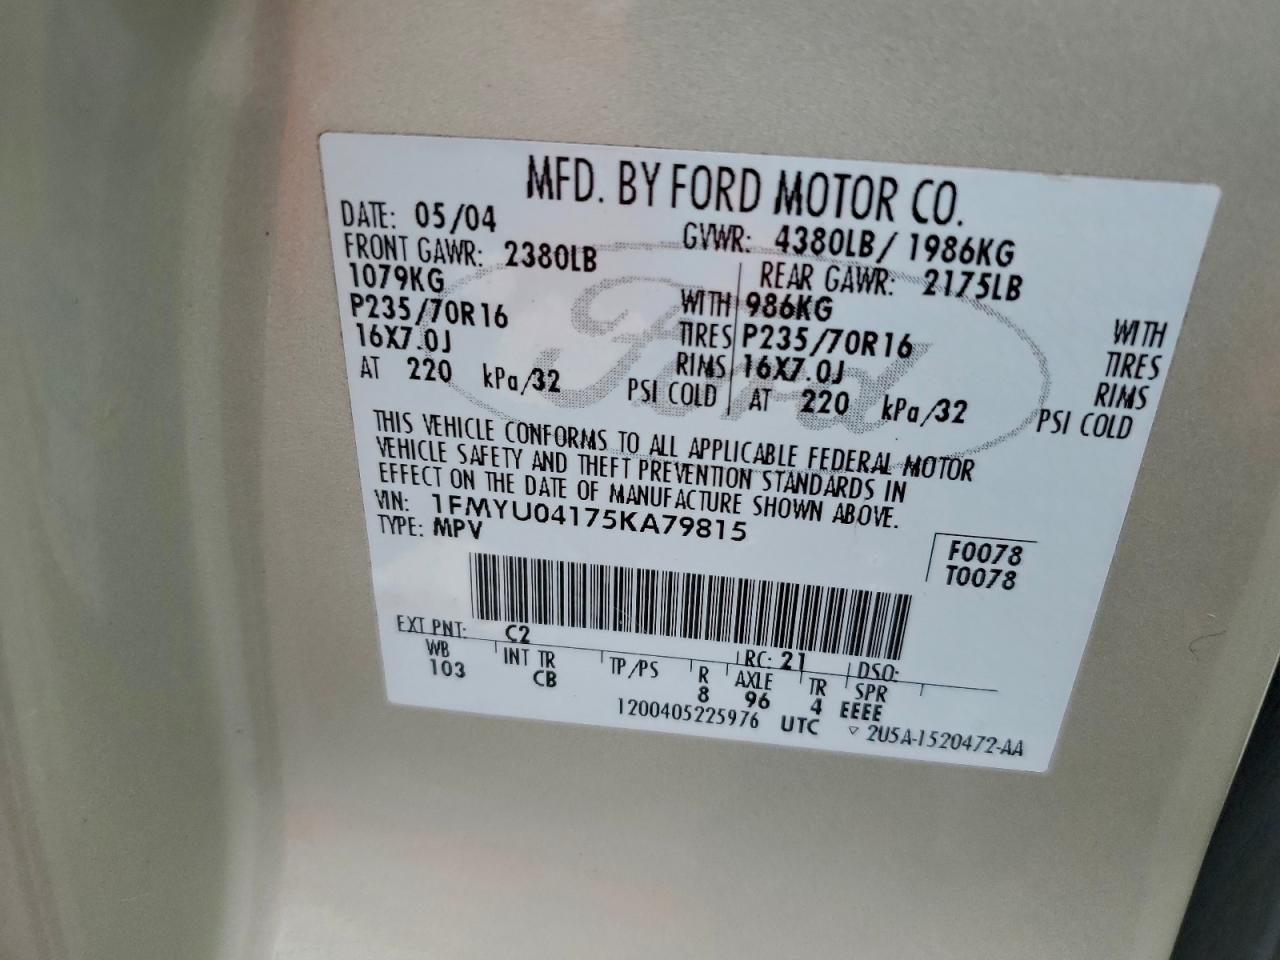 MFD. BY FORD MOTOR CO.
DATE: 05/04 GVWR: 4380LB/ 1986KG
FRONT GAWR: 2380LB REAR GAWR: 2175LB
1079KG WITH 986KG WITH
P235/70R16 TIRES P235/70R16 TIRES
16X7.0J RIMS 16X7.0J RIMS
AT 220 kPa/32 PSI COLD AT 220 kPa/32 PSI COLD
Ford
THIS VEHICLE CONFORMS TO ALL APPLICABLE FEDERAL MOTOR
VEHICLE SAFETY AND THEFT PREVENTION STANDARDS IN
EFFECT ON THE DATE OF MANUFACTURE SHOWN ABOVE.
VIN: 1FMYU04175KA79815
TYPE: MPV
F0078
T0078
EXT PNT: C2 RC: 21 DSO:
WB INT TR TP/PS R AXLE TR SPR
103 CB 8 96 4 EEEE
1200405225976 UTC ▽ 2U5A-1520472-AA